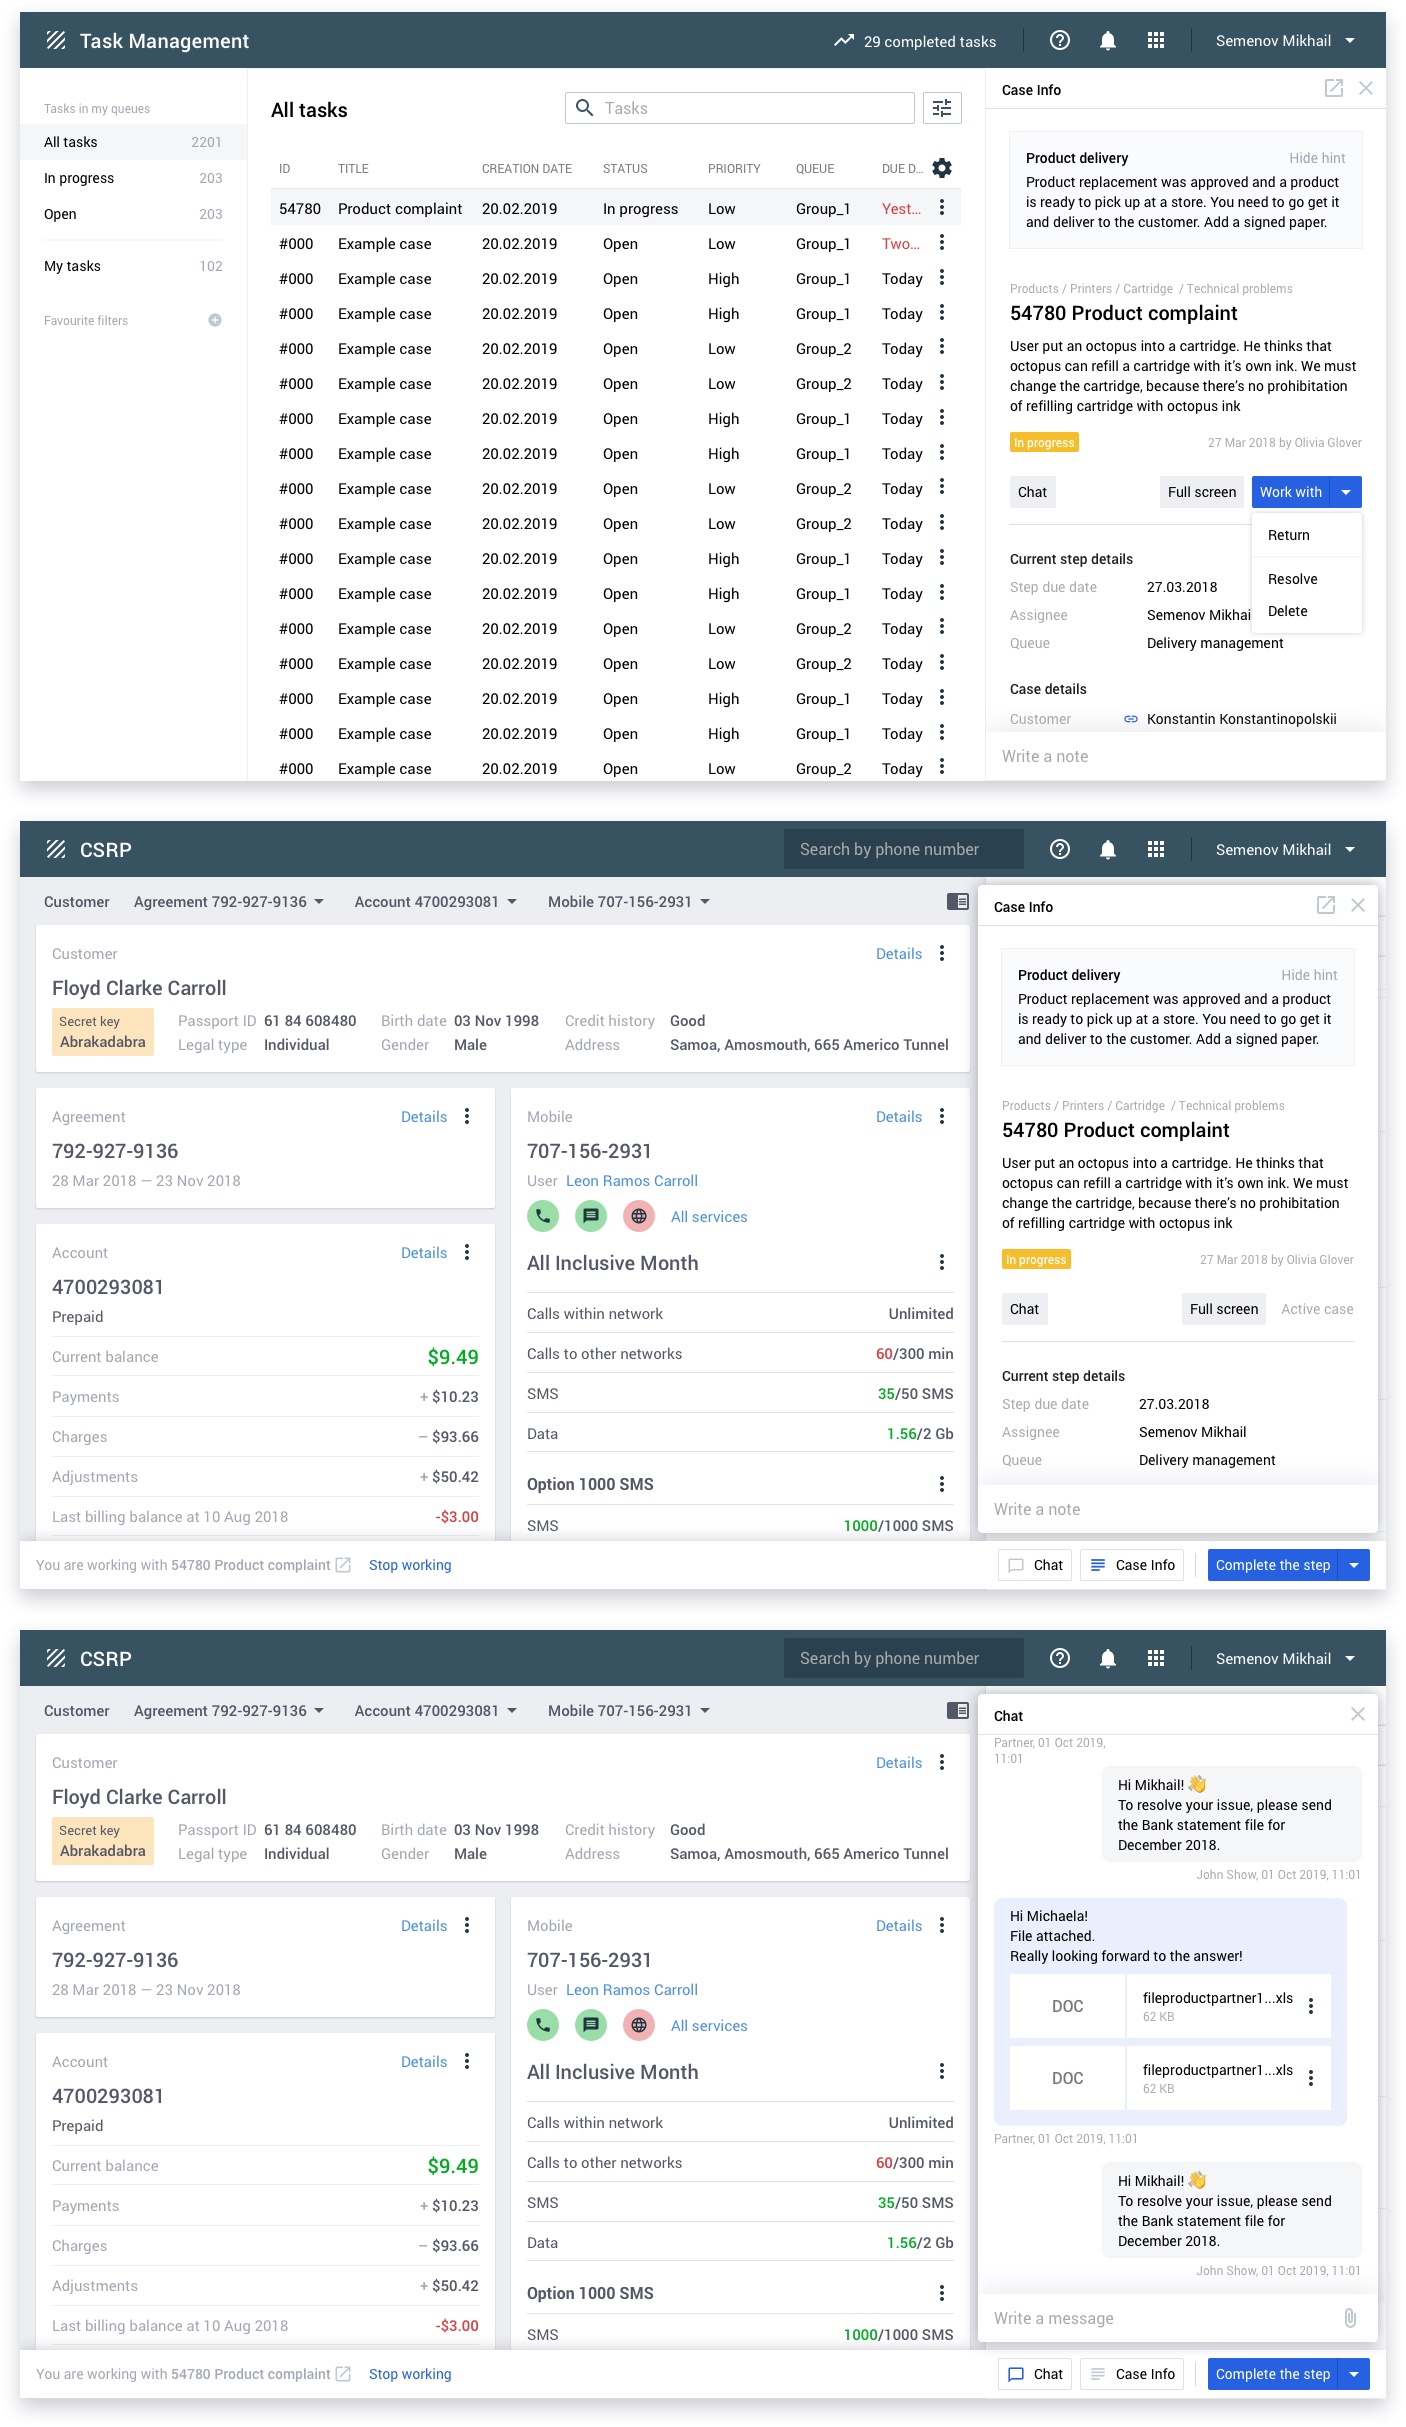 Task Management
29 completed tasks
Semenov Mikhail
Tasks in my queues
All tasks 2201
In progress 203
Open 203
My tasks 102
Favourite filters
All tasks
Tasks
ID TITLE CREATION DATE STATUS PRIORITY QUEUE DUE D...
54780 Product complaint 20.02.2019 In progress Low Group_1 Yest...
#000 Example case 20.02.2019 Open Low Group_1 Two...
#000 Example case 20.02.2019 Open High Group_1 Today
#000 Example case 20.02.2019 Open High Group_1 Today
#000 Example case 20.02.2019 Open Low Group_2 Today
#000 Example case 20.02.2019 Open Low Group_2 Today
#000 Example case 20.02.2019 Open High Group_1 Today
#000 Example case 20.02.2019 Open High Group_1 Today
#000 Example case 20.02.2019 Open Low Group_2 Today
#000 Example case 20.02.2019 Open Low Group_2 Today
#000 Example case 20.02.2019 Open High Group_1 Today
#000 Example case 20.02.2019 Open High Group_1 Today
#000 Example case 20.02.2019 Open Low Group_2 Today
#000 Example case 20.02.2019 Open Low Group_2 Today
#000 Example case 20.02.2019 Open High Group_1 Today
#000 Example case 20.02.2019 Open High Group_1 Today
#000 Example case 20.02.2019 Open Low Group_2 Today
Case Info
Product delivery Hide hint
Product replacement was approved and a product
is ready to pick up at a store. You need to go get it
and deliver to the customer. Add a signed paper.
Products / Printers / Cartridge / Technical problems
54780 Product complaint
User put an octopus into a cartridge. He thinks that
octopus can refill a cartridge with it's own ink. We must
change the cartridge, because there's no prohibitation
of refilling cartridge with octopus ink
In progress 27 Mar 2018 by Olivia Glover
Chat Full screen Work with
Return
Resolve
Delete
Current step details
Step due date 27.03.2018
Assignee Semenov Mikhai
Queue Delivery management
Case details
Customer Konstantin Konstantinopolskii
Write a note
CSRP
Search by phone number
Semenov Mikhail
Customer Agreement 792-927-9136 Account 4700293081 Mobile 707-156-2931
Customer Details
Floyd Clarke Carroll
Secret key
Abrakadabra
Passport ID 61 84 608480 Birth date 03 Nov 1998 Credit history Good
Legal type Individual Gender Male Address Samoa, Amosmouth, 665 Americo Tunnel
Agreement Details
792-927-9136
28 Mar 2018 — 23 Nov 2018
Account Details
4700293081
Prepaid
Current balance $9.49
Payments + $10.23
Charges – $93.66
Adjustments + $50.42
Last billing balance at 10 Aug 2018 -$3.00
Mobile Details
707-156-2931
User Leon Ramos Carroll
All services
All Inclusive Month
Calls within network Unlimited
Calls to other networks 60/300 min
SMS 35/50 SMS
Data 1.56/2 Gb
Option 1000 SMS
SMS 1000/1000 SMS
Case Info
Product delivery Hide hint
Product replacement was approved and a product
is ready to pick up at a store. You need to go get it
and deliver to the customer. Add a signed paper.
Products / Printers / Cartridge / Technical problems
54780 Product complaint
User put an octopus into a cartridge. He thinks that
octopus can refill a cartridge with it's own ink. We must
change the cartridge, because there's no prohibitation
of refilling cartridge with octopus ink
In progress 27 Mar 2018 by Olivia Glover
Chat Full screen Active case
Current step details
Step due date 27.03.2018
Assignee Semenov Mikhail
Queue Delivery management
Write a note
You are working with 54780 Product complaint Stop working
Chat Case Info Complete the step
CSRP
Search by phone number
Semenov Mikhail
Customer Agreement 792-927-9136 Account 4700293081 Mobile 707-156-2931
Customer Details
Floyd Clarke Carroll
Secret key
Abrakadabra
Passport ID 61 84 608480 Birth date 03 Nov 1998 Credit history Good
Legal type Individual Gender Male Address Samoa, Amosmouth, 665 Americo Tunnel
Agreement Details
792-927-9136
28 Mar 2018 — 23 Nov 2018
Account Details
4700293081
Prepaid
Current balance $9.49
Payments + $10.23
Charges – $93.66
Adjustments + $50.42
Last billing balance at 10 Aug 2018 -$3.00
Mobile Details
707-156-2931
User Leon Ramos Carroll
All services
All Inclusive Month
Calls within network Unlimited
Calls to other networks 60/300 min
SMS 35/50 SMS
Data 1.56/2 Gb
Option 1000 SMS
SMS 1000/1000 SMS
Chat
Partner, 01 Oct 2019,
11:01
Hi Mikhail! 👋
To resolve your issue, please send
the Bank statement file for
December 2018.
John Show, 01 Oct 2019, 11:01
Hi Michaela!
File attached.
Really looking forward to the answer!
DOC fileproductpartner1...xls
62 KB
DOC fileproductpartner1...xls
62 KB
Partner, 01 Oct 2019, 11:01
Hi Mikhail! 👋
To resolve your issue, please send
the Bank statement file for
December 2018.
John Show, 01 Oct 2019, 11:01
Write a message
You are working with 54780 Product complaint Stop working
Chat Case Info Complete the step